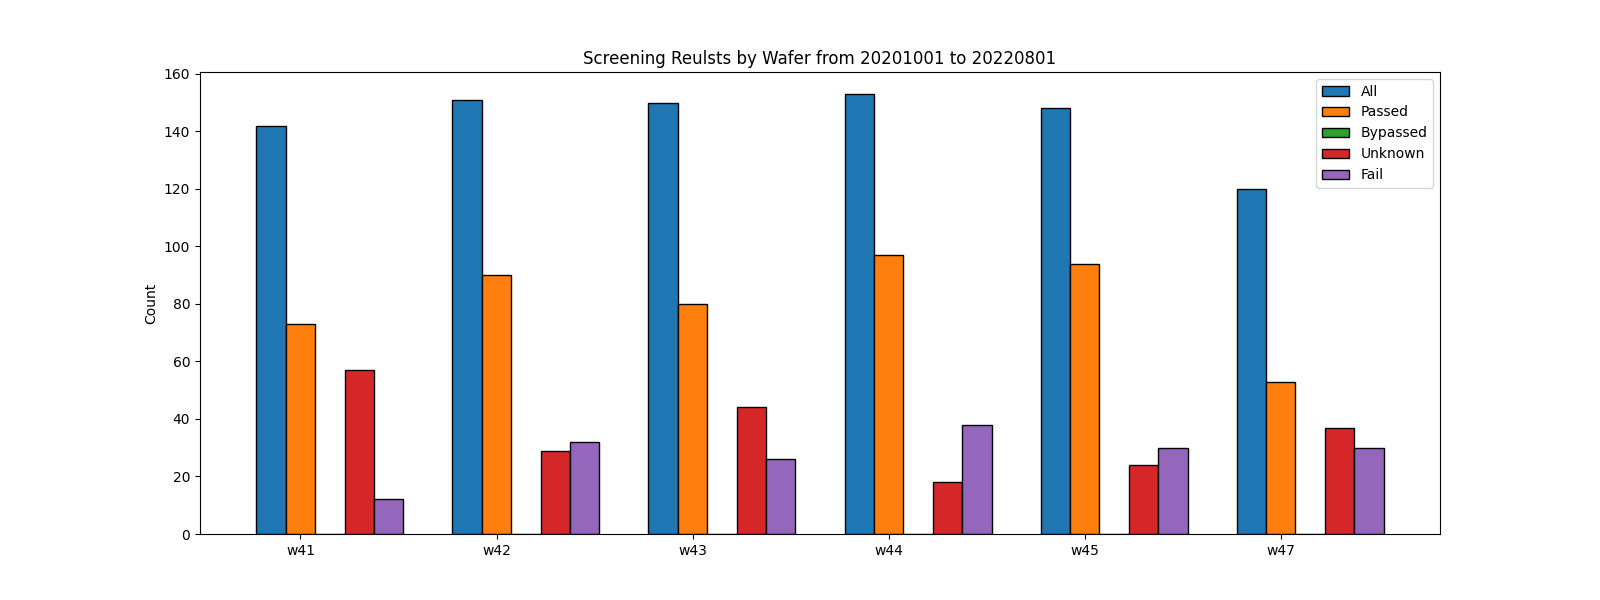 Screening Reulsts by Wafer from 20201001 to 20220801
160
140
120
100
80
60
40
20
0
Count
All
Passed
Bypassed
Unknown
Fail
w41
w42
w43
w44
w45
w47